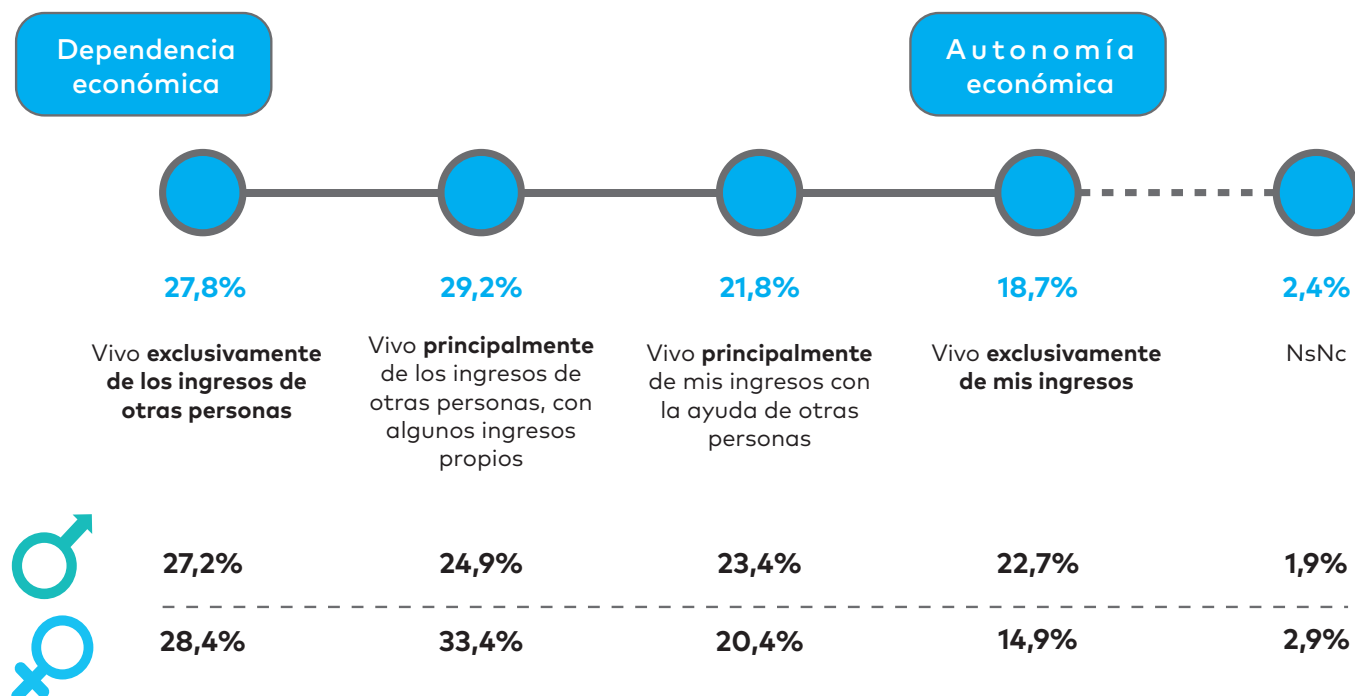 Dependencia
económica
Autonomía
económica
27,8%
29,2%
21,8%
18,7%
2,4%
Vivo exclusivamente
de los ingresos de
otras personas
Vivo principalmente
de los ingresos de
otras personas, con
algunos ingresos
propios
Vivo principalmente
de mis ingresos con
la ayuda de otras
personas
Vivo exclusivamente
de mis ingresos
NsNc
27,2%
24,9%
23,4%
22,7%
1,9%
28,4%
33,4%
20,4%
14,9%
2,9%